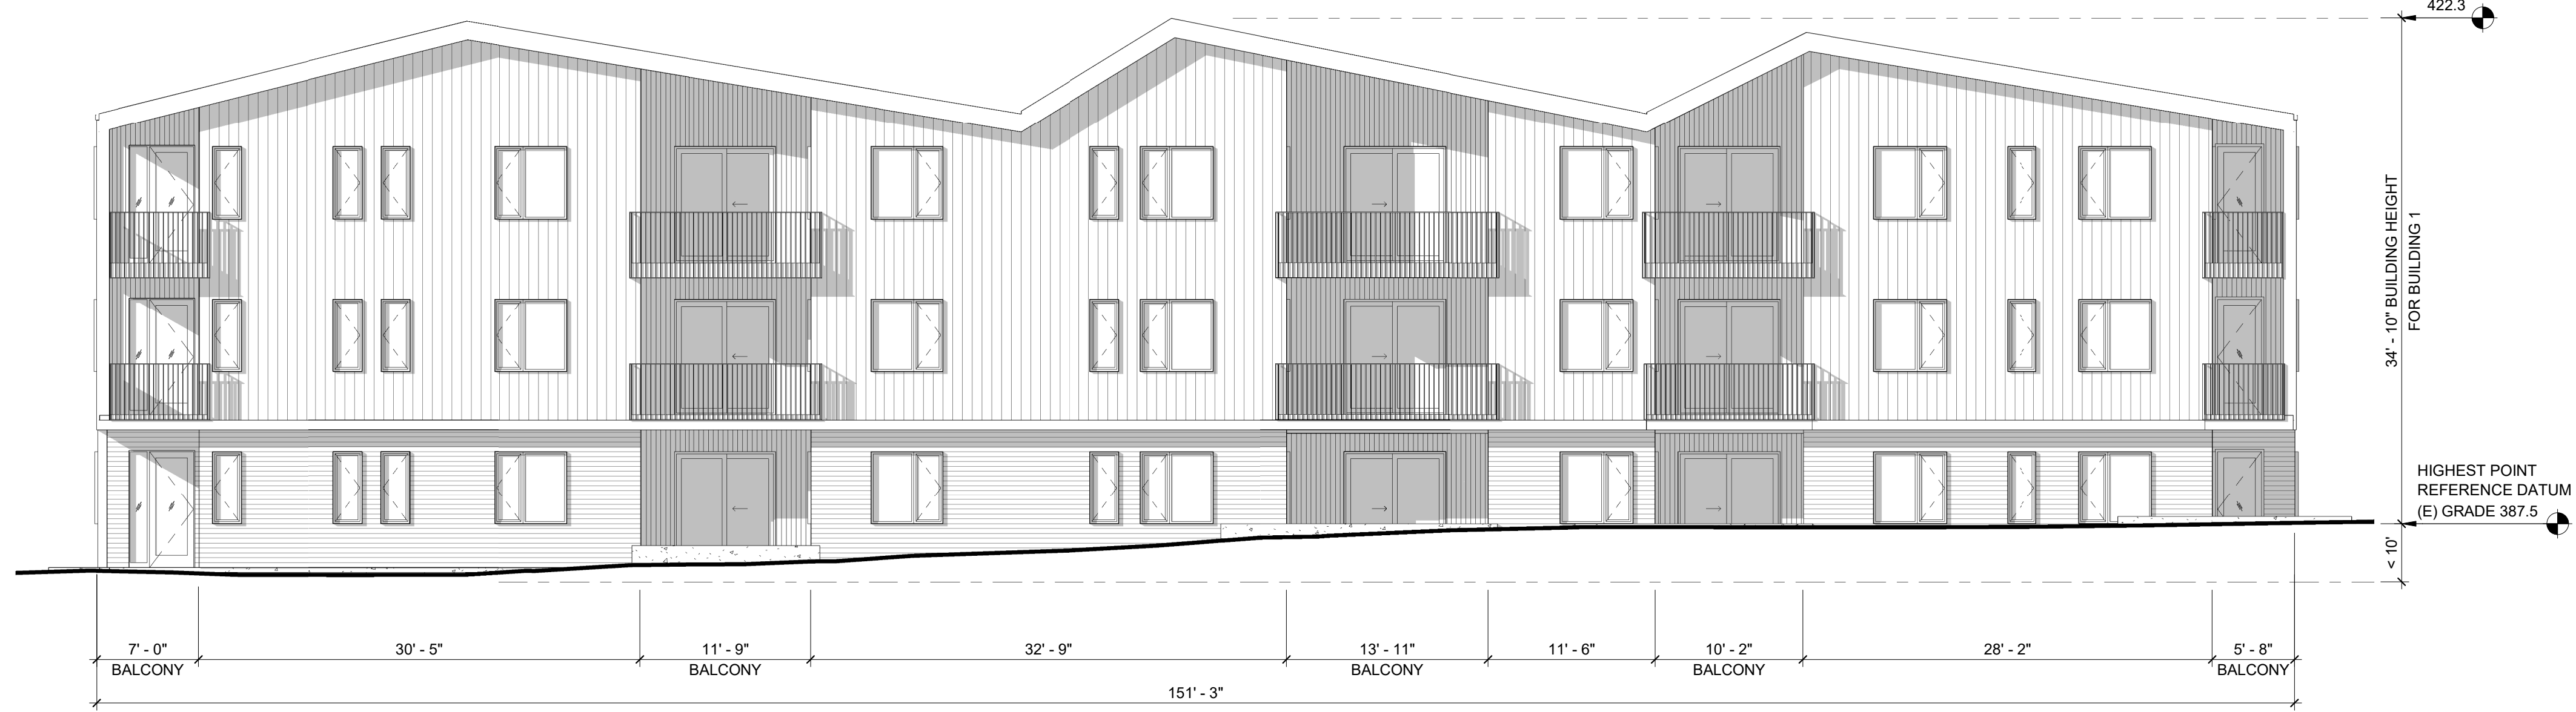 422.3
34' - 10" BUILDING HEIGHT
FOR BUILDING 1
HIGHEST POINT
REFERENCE DATUM
(E) GRADE 387.5
< 10'
7' - 0"
BALCONY
30' - 5"
11' - 9"
BALCONY
32' - 9"
13' - 11"
BALCONY
11' - 6"
10' - 2"
BALCONY
28' - 2"
5' - 8"
BALCONY
151' - 3"